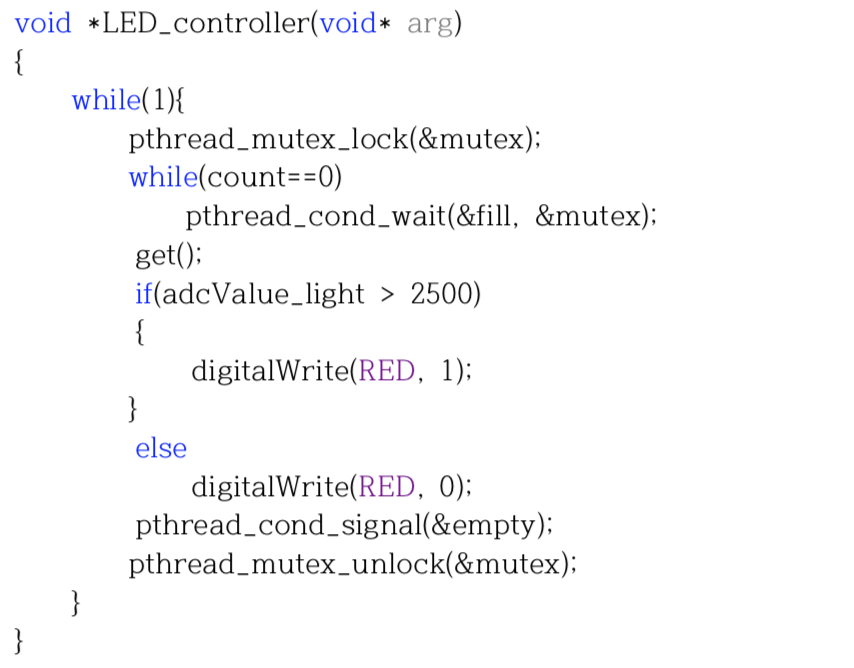 void *LED_controller(void* arg)
{
    while(1){
        pthread_mutex_lock(&mutex);
        while(count==0)
            pthread_cond_wait(&fill, &mutex);
        get();
        if(adcValue_light > 2500)
        {
            digitalWrite(RED, 1);
        }
        else
            digitalWrite(RED, 0);
        pthread_cond_signal(&empty);
        pthread_mutex_unlock(&mutex);
    }
}